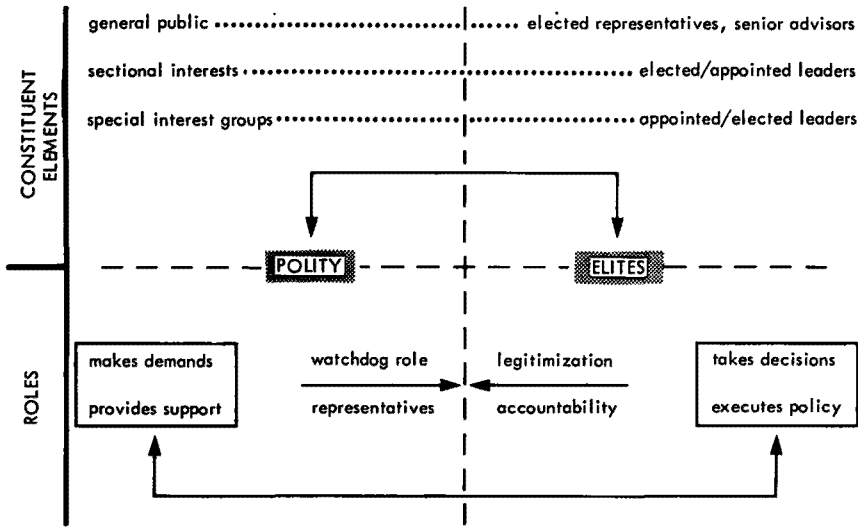 CONSTITUENT
ELEMENTS
general public elected representatives, senior advisors
sectional interests elected/appointed leaders
special interest groups appointed/elected leaders
POLITY ELITES
ROLES
makes demands watchdog role legitimization takes decisions
provides support representatives accountability executes policy